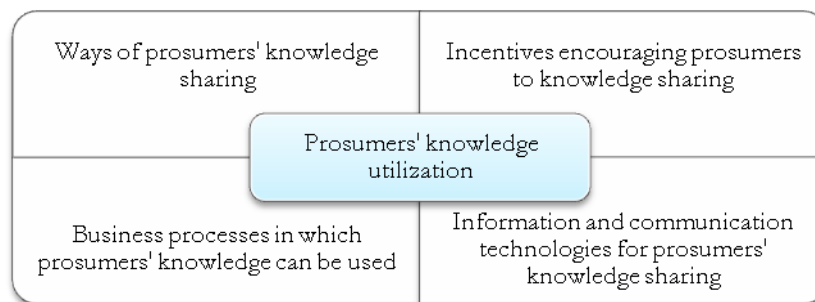 Ways of prosumers' knowledge
sharing
Incentives encouraging prosumers
to knowledge sharing
Prosumers' knowledge
utilization
Business processes in which
prosumers' knowledge can be used
Information and communication
technologies for prosumers'
knowledge sharing